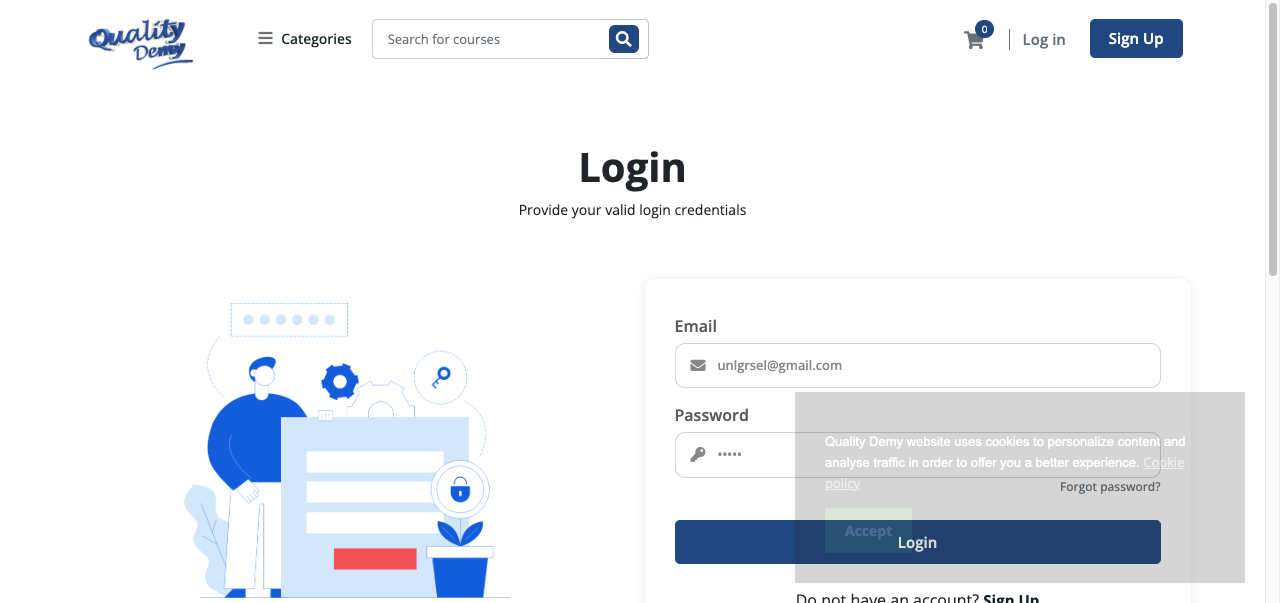 Quality
Demy
Categories
Search for courses
0
Log in
Sign Up
Login
Provide your valid login credentials
Email
unlgrsel@gmail.com
Password
•••••
Quality Demy website uses cookies to personalize content and
analyse traffic in order to offer you a better experience. Cookie
policy
Forgot password?
Accept
Login
Do not have an account? Sign Up